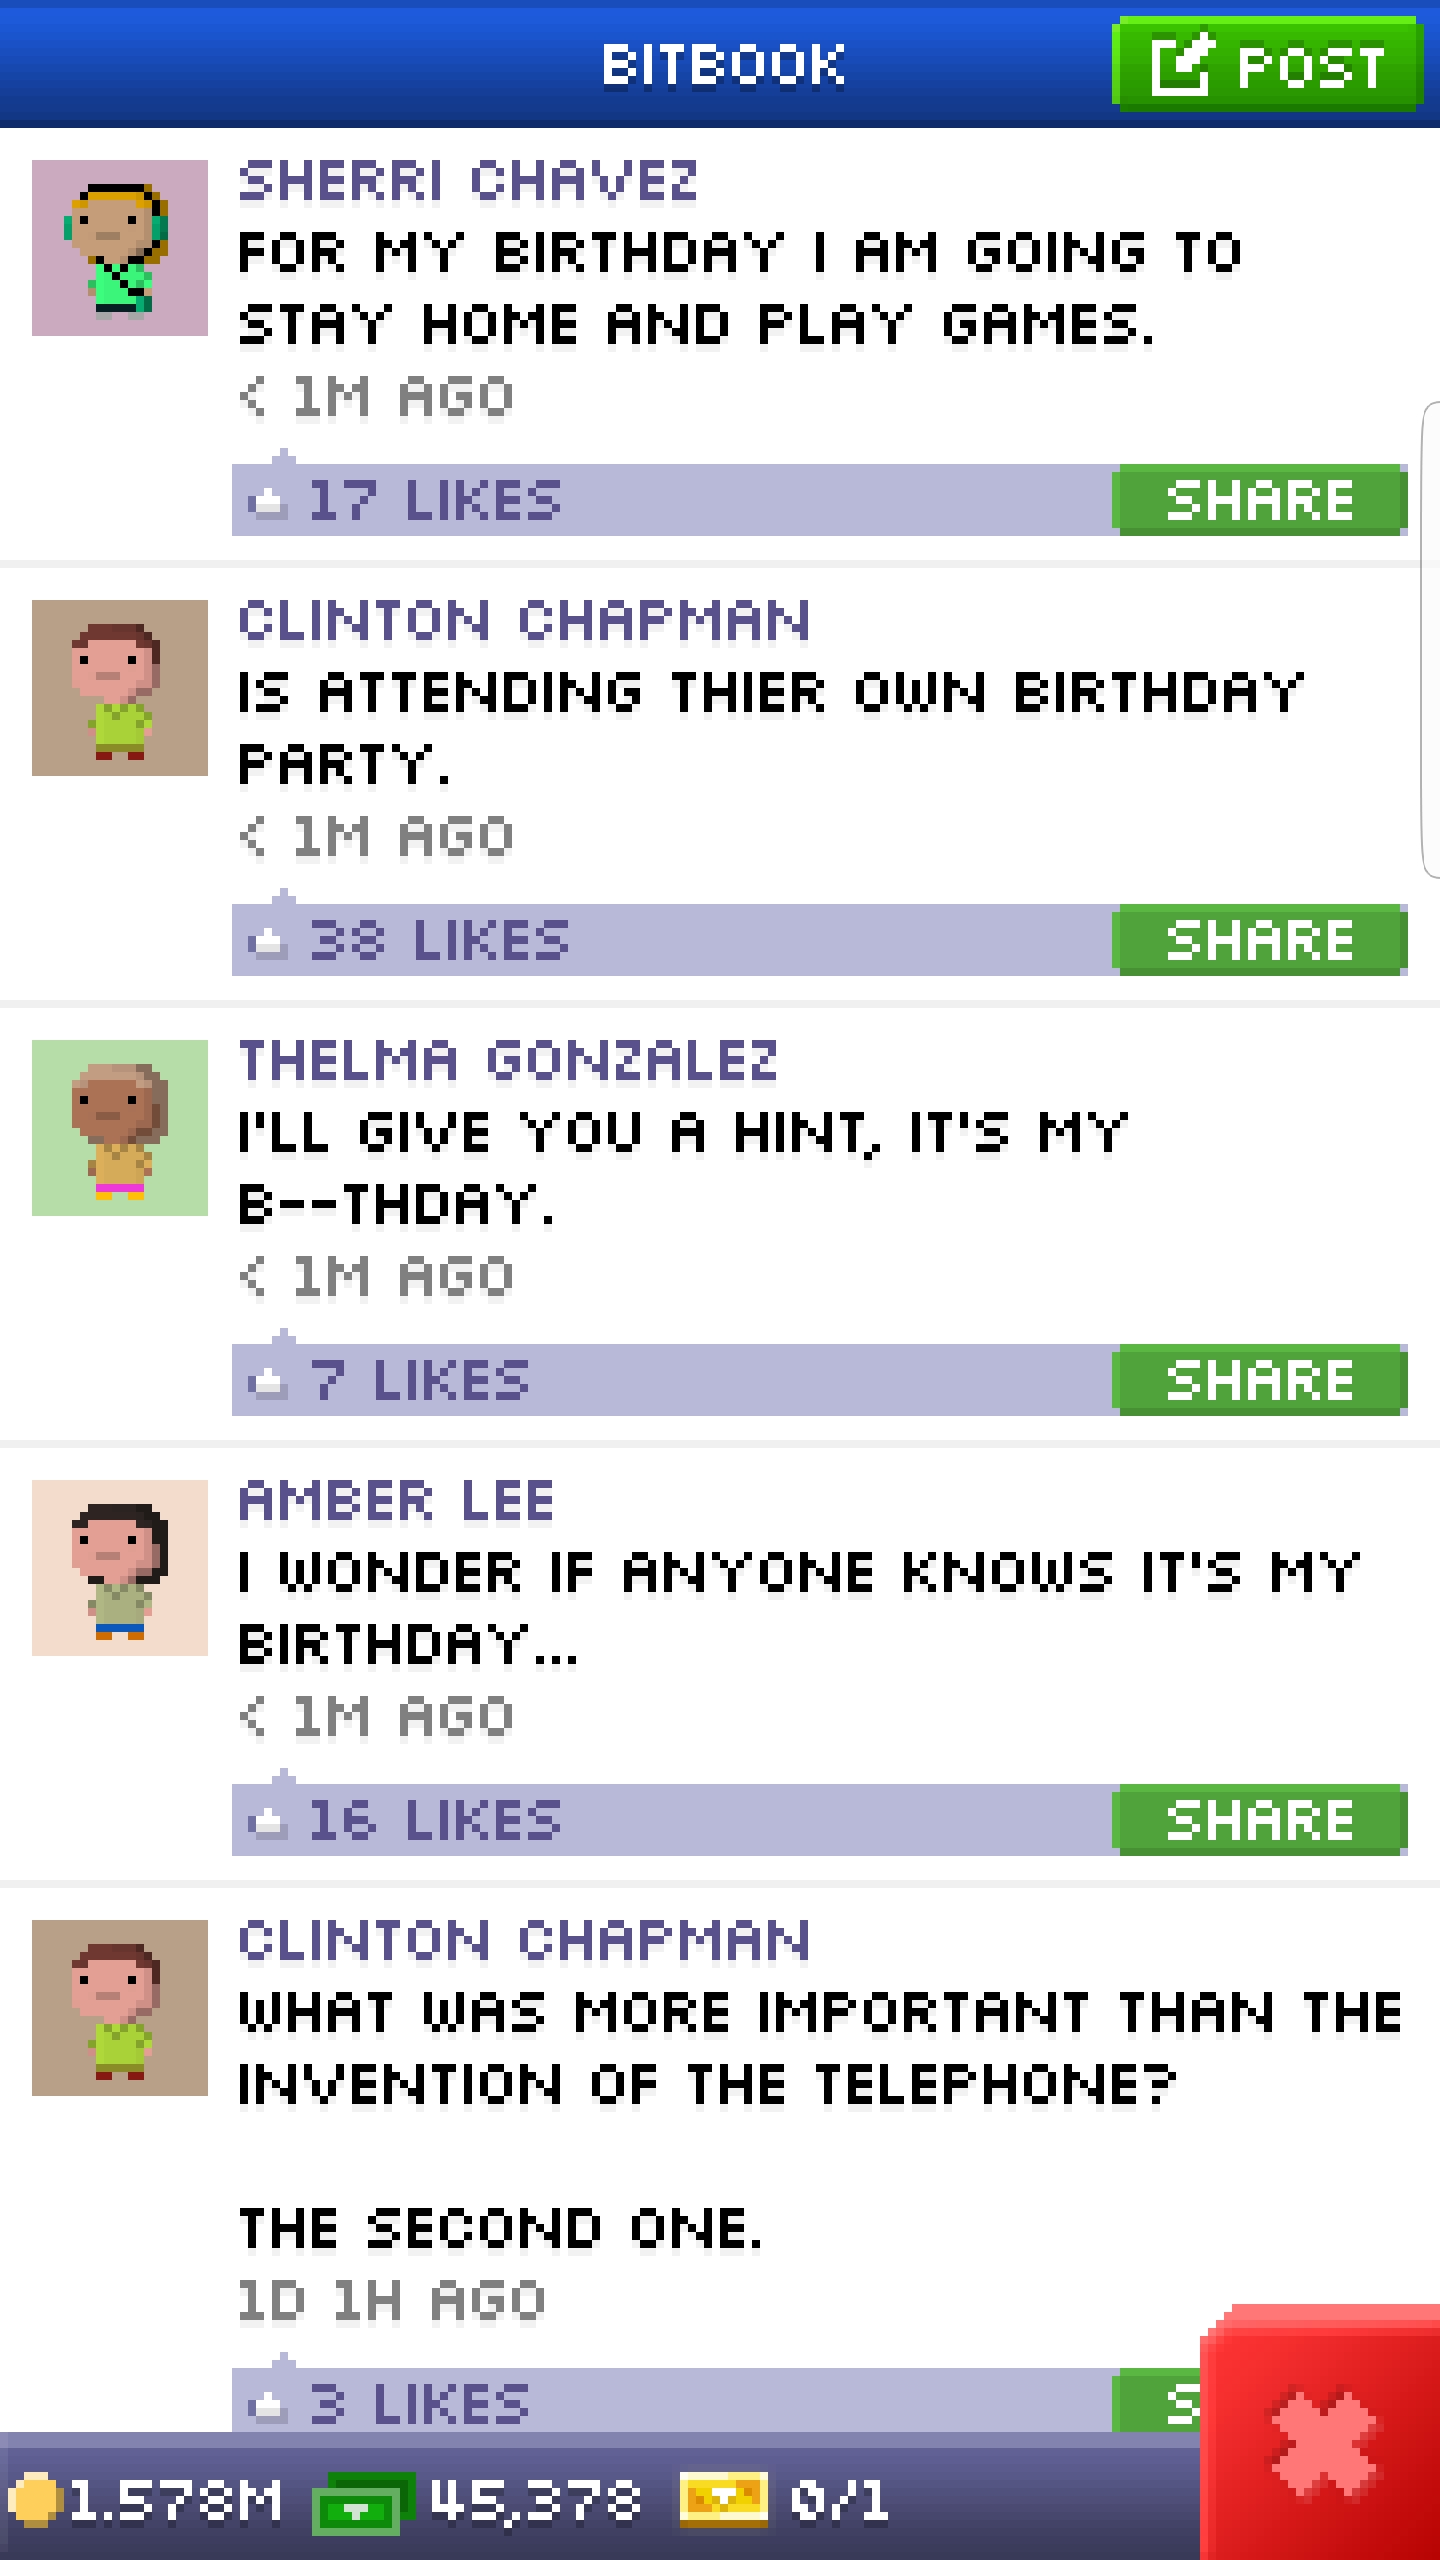 BITBOOK
POST
SHERRI CHAVEZ
FOR MY BIRTHDAY I AM GOING TO
STAY HOME AND PLAY GAMES.
< 1M AGO
17 LIKES
SHARE
CLINTON CHAPMAN
IS ATTENDING THIER OWN BIRTHDAY
PARTY.
< 1M AGO
38 LIKES
SHARE
THELMA GONZALEZ
I'LL GIVE YOU A HINT, IT'S MY
B--THDAY.
< 1M AGO
7 LIKES
SHARE
AMBER LEE
I WONDER IF ANYONE KNOWS IT'S MY
BIRTHDAY...
< 1M AGO
16 LIKES
SHARE
CLINTON CHAPMAN
WHAT WAS MORE IMPORTANT THAN THE
INVENTION OF THE TELEPHONE?
THE SECOND ONE.
1D 1H AGO
3 LIKES
1.578M
45,378
0/1